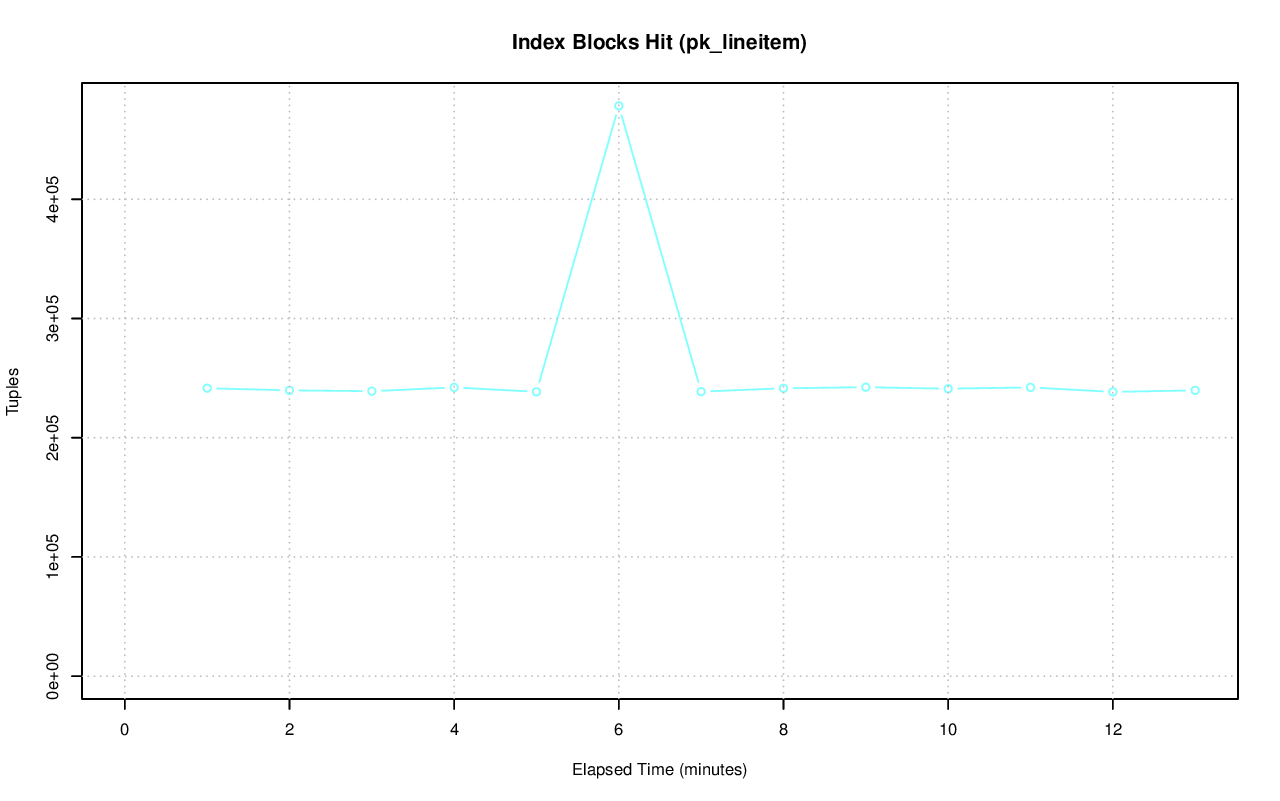 Index Blocks Hit (pk_lineitem)
Tuples
4e+05
3e+05
2e+05
1e+05
0e+00
0 2 4 6 8 10 12
Elapsed Time (minutes)